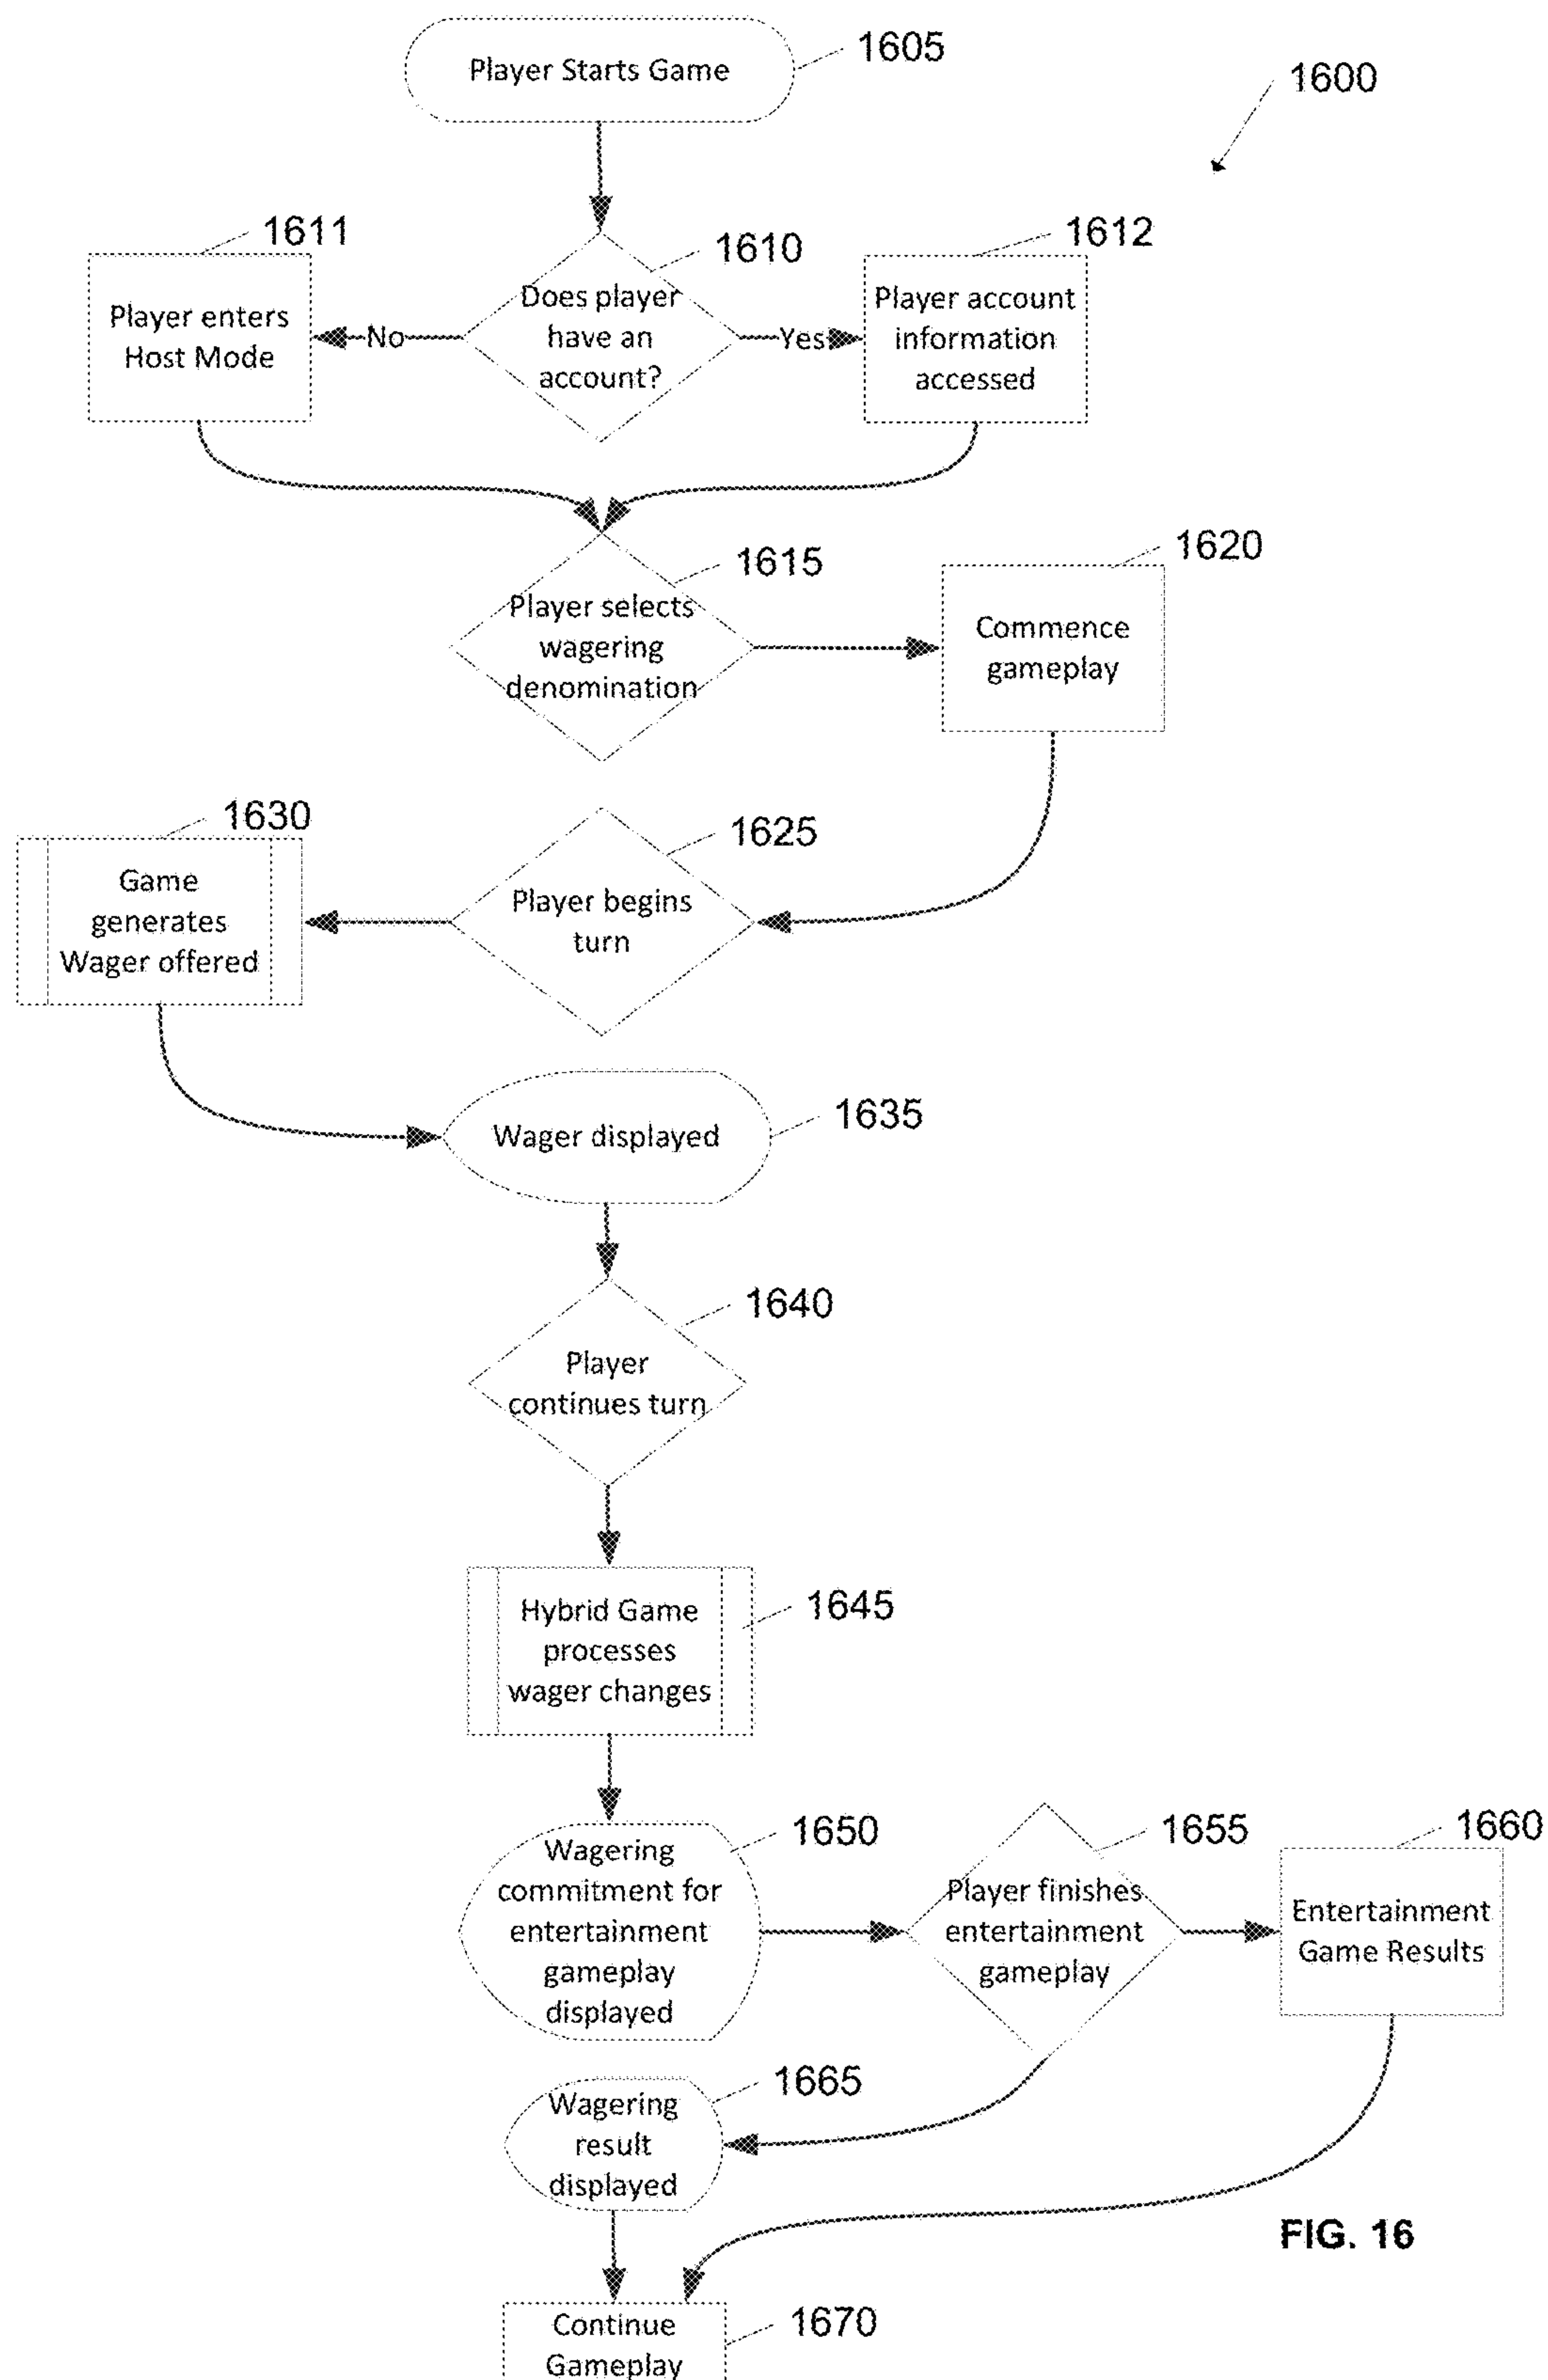 Player Starts Game
1605
1600
1611
1610
1612
Player enters
Host Mode
No
Does player
have an
account?
Yes
Player account
information
accessed
1615
Player selects
wagering
denomination
1620
Commence
gameplay
1630
Game
generates
Wager offered
1625
Player begins
turn
Wager displayed
1635
1640
Player
continues turn
Hybrid Game
processes
wager changes
1645
1650
Wagering
commitment for
entertainment
gameplay
displayed
1655
Player finishes
entertainment
gameplay
1660
Entertainment
Game Results
1665
Wagering
result
displayed
FIG. 16
Continue
Gameplay
1670